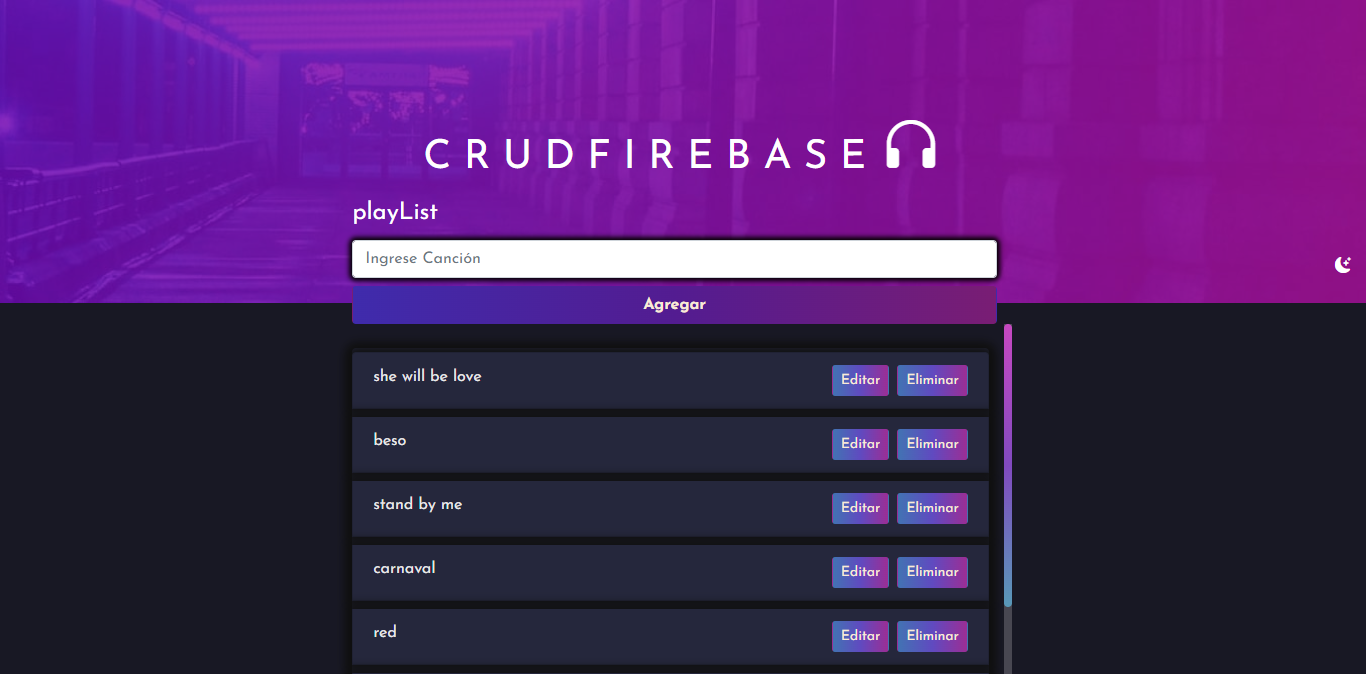 CRUDFIREBASE
playList
Ingrese Canción
Agregar
she will be love Editar Eliminar
beso Editar Eliminar
stand by me Editar Eliminar
carnaval Editar Eliminar
red Editar Eliminar